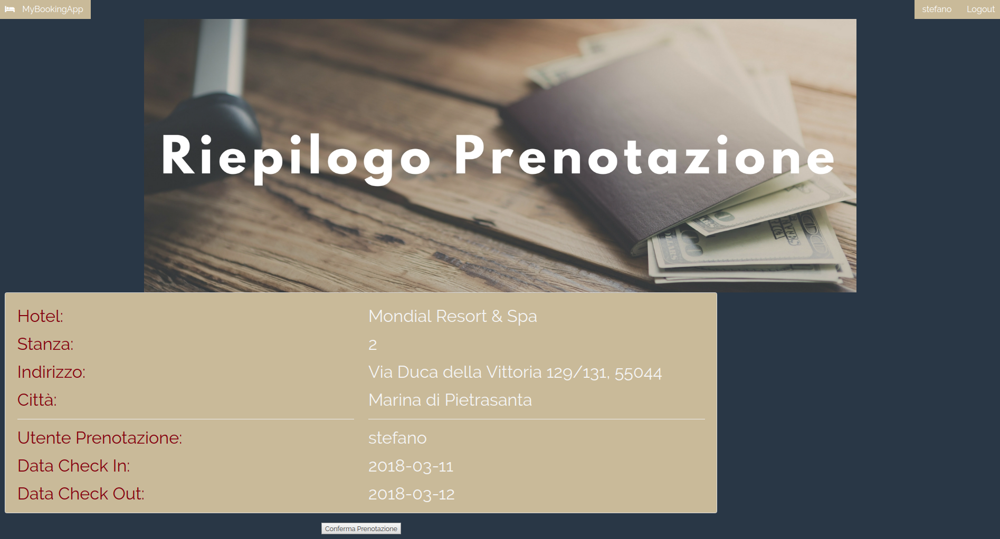 MyBookingApp
stefano Logout
Riepilogo Prenotazione
Hotel: Mondial Resort & Spa
Stanza: 2
Indirizzo: Via Duca della Vittoria 129/131, 55044
Città: Marina di Pietrasanta
Utente Prenotazione: stefano
Data Check In: 2018-03-11
Data Check Out: 2018-03-12
Conferma Prenotazione